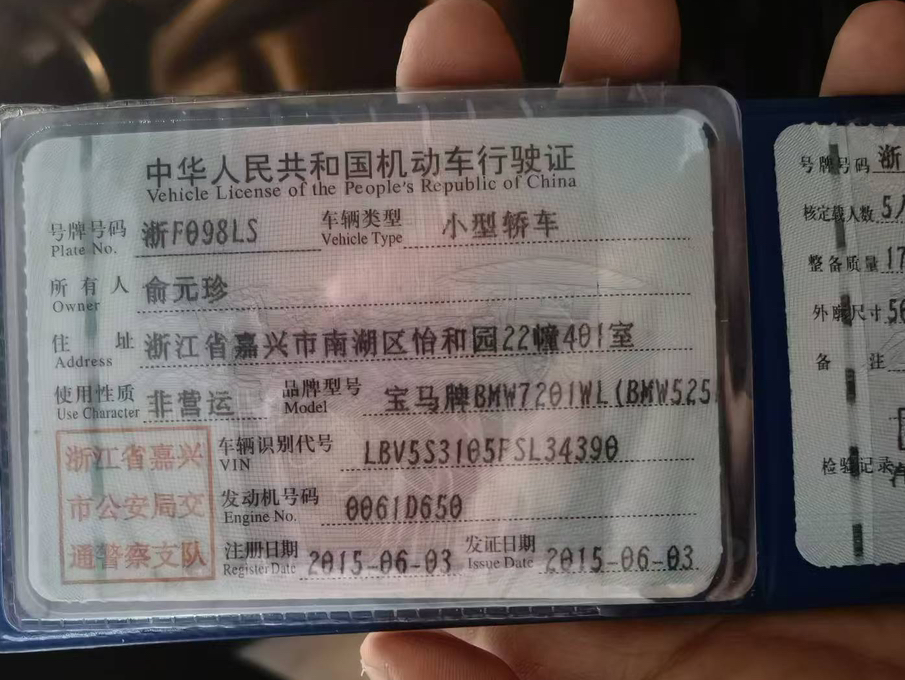 中华人民共和国机动车行驶证
Vehicle License of the People's Republic of China
号牌号码 浙F098LS 车辆类型 小型轿车
Plate No. Vehicle Type
所有人 俞元珍
Owner
住址 浙江省嘉兴市南湖区怡和园22幢401室
Address
使用性质 非营运 品牌型号 宝马牌BMW7201WL(BMW525
Use Character Model
浙江省嘉兴
市公安局交
通警察支队
车辆识别代号 LBV5S3105FSL34390
VIN
发动机号码 0061D650
Engine No.
注册日期 2015-06-03 发证日期 2015-06-03
Register Date Issue Date
号牌号码 浙
核定载人数 5人
整备质量 17
外廓尺寸 50
备注
检验记录